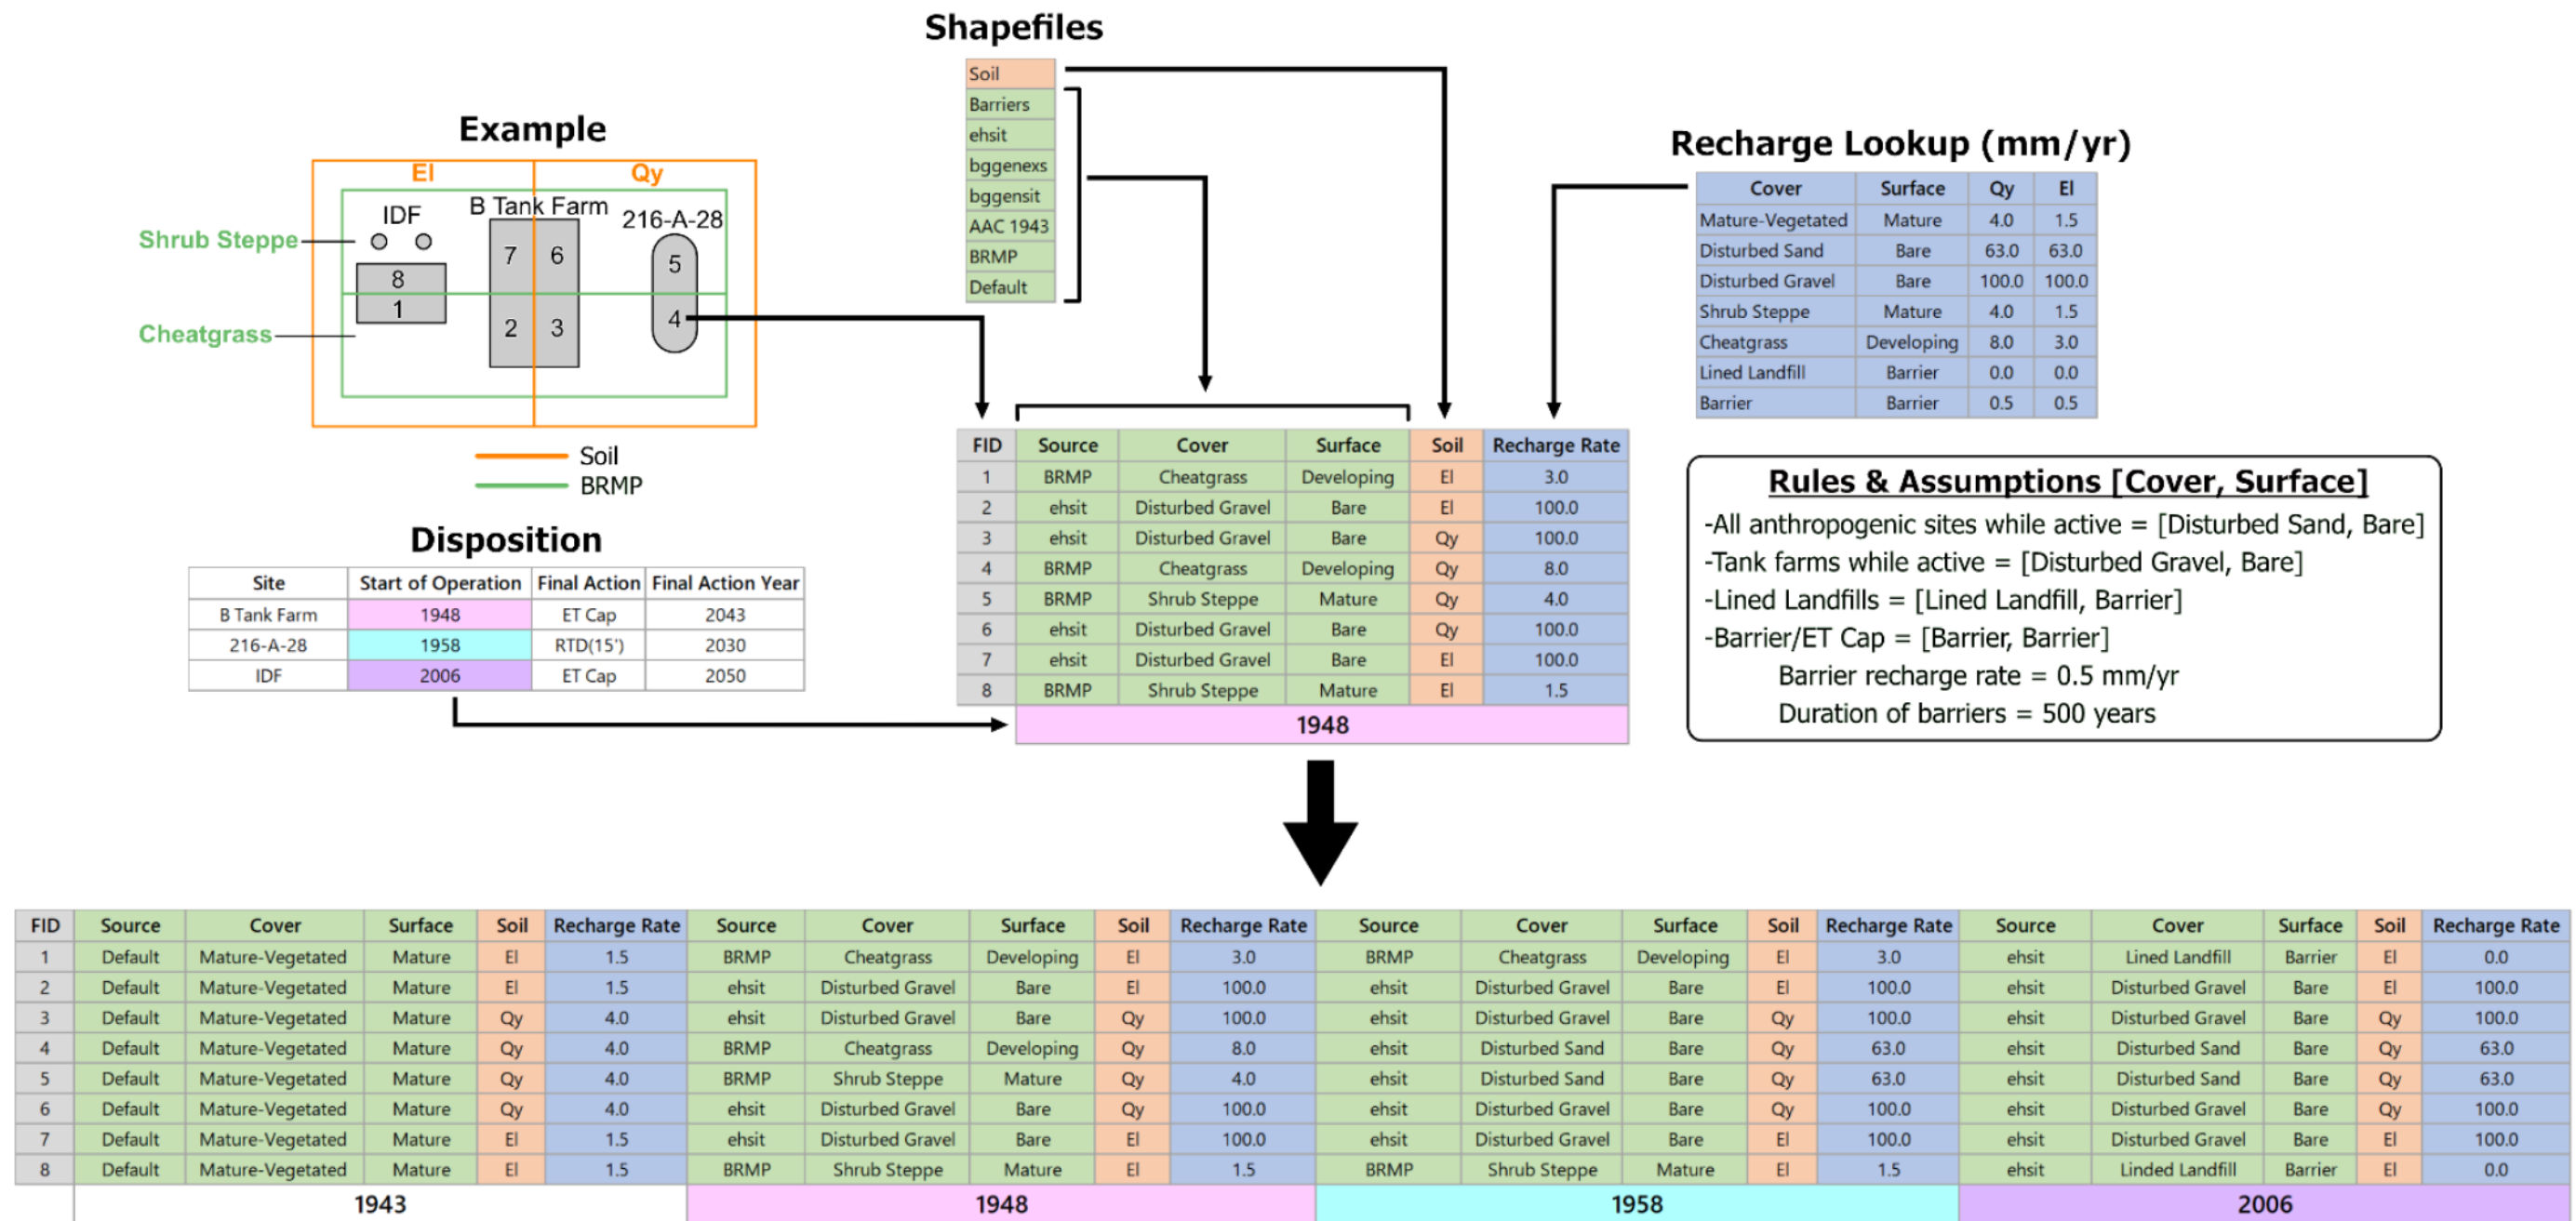 Shapefiles
Soil
Barriers
ehsit
bggenexs
bggensit
AAC 1943
BRMP
Default
Example
El Qy
IDF B Tank Farm 216-A-28
Shrub Steppe
Cheatgrass
7 6 5
8
1
2 3 4
Soil
BRMP
Disposition
Site Start of Operation Final Action Final Action Year
B Tank Farm 1948 ET Cap 2043
216-A-28 1958 RTD(15') 2030
IDF 2006 ET Cap 2050
Recharge Lookup (mm/yr)
Cover Surface Qy El
Mature-Vegetated Mature 4.0 1.5
Disturbed Sand Bare 63.0 63.0
Disturbed Gravel Bare 100.0 100.0
Shrub Steppe Mature 4.0 1.5
Cheatgrass Developing 8.0 3.0
Lined Landfill Barrier 0.0 0.0
Barrier Barrier 0.5 0.5
FID Source Cover Surface Soil Recharge Rate
1 BRMP Cheatgrass Developing El 3.0
2 ehsit Disturbed Gravel Bare El 100.0
3 ehsit Disturbed Gravel Bare Qy 100.0
4 BRMP Cheatgrass Developing Qy 8.0
5 BRMP Shrub Steppe Mature Qy 4.0
6 ehsit Disturbed Gravel Bare Qy 100.0
7 ehsit Disturbed Gravel Bare El 100.0
8 BRMP Shrub Steppe Mature El 1.5
1948
Rules & Assumptions [Cover, Surface]
-All anthropogenic sites while active = [Disturbed Sand, Bare]
-Tank farms while active = [Disturbed Gravel, Bare]
-Lined Landfills = [Lined Landfill, Barrier]
-Barrier/ET Cap = [Barrier, Barrier]
Barrier recharge rate = 0.5 mm/yr
Duration of barriers = 500 years
FID Source Cover Surface Soil Recharge Rate Source Cover Surface Soil Recharge Rate Source Cover Surface Soil Recharge Rate Source Cover Surface Soil Recharge Rate
1 Default Mature-Vegetated Mature El 1.5 BRMP Cheatgrass Developing El 3.0 BRMP Cheatgrass Developing El 3.0 ehsit Lined Landfill Barrier El 0.0
2 Default Mature-Vegetated Mature El 1.5 ehsit Disturbed Gravel Bare El 100.0 ehsit Disturbed Gravel Bare El 100.0 ehsit Disturbed Gravel Bare El 100.0
3 Default Mature-Vegetated Mature Qy 4.0 ehsit Disturbed Gravel Bare Qy 100.0 ehsit Disturbed Gravel Bare Qy 100.0 ehsit Disturbed Gravel Bare Qy 100.0
4 Default Mature-Vegetated Mature Qy 4.0 BRMP Cheatgrass Developing Qy 8.0 ehsit Disturbed Sand Bare Qy 63.0 ehsit Disturbed Sand Bare Qy 63.0
5 Default Mature-Vegetated Mature Qy 4.0 BRMP Shrub Steppe Mature Qy 4.0 ehsit Disturbed Sand Bare Qy 63.0 ehsit Disturbed Sand Bare Qy 63.0
6 Default Mature-Vegetated Mature Qy 4.0 ehsit Disturbed Gravel Bare Qy 100.0 ehsit Disturbed Gravel Bare Qy 100.0 ehsit Disturbed Gravel Bare Qy 100.0
7 Default Mature-Vegetated Mature El 1.5 ehsit Disturbed Gravel Bare El 100.0 ehsit Disturbed Gravel Bare El 100.0 ehsit Disturbed Gravel Bare El 100.0
8 Default Mature-Vegetated Mature El 1.5 BRMP Shrub Steppe Mature El 1.5 BRMP Shrub Steppe Mature El 1.5 ehsit Linded Landfill Barrier El 0.0
1943 1948 1958 2006